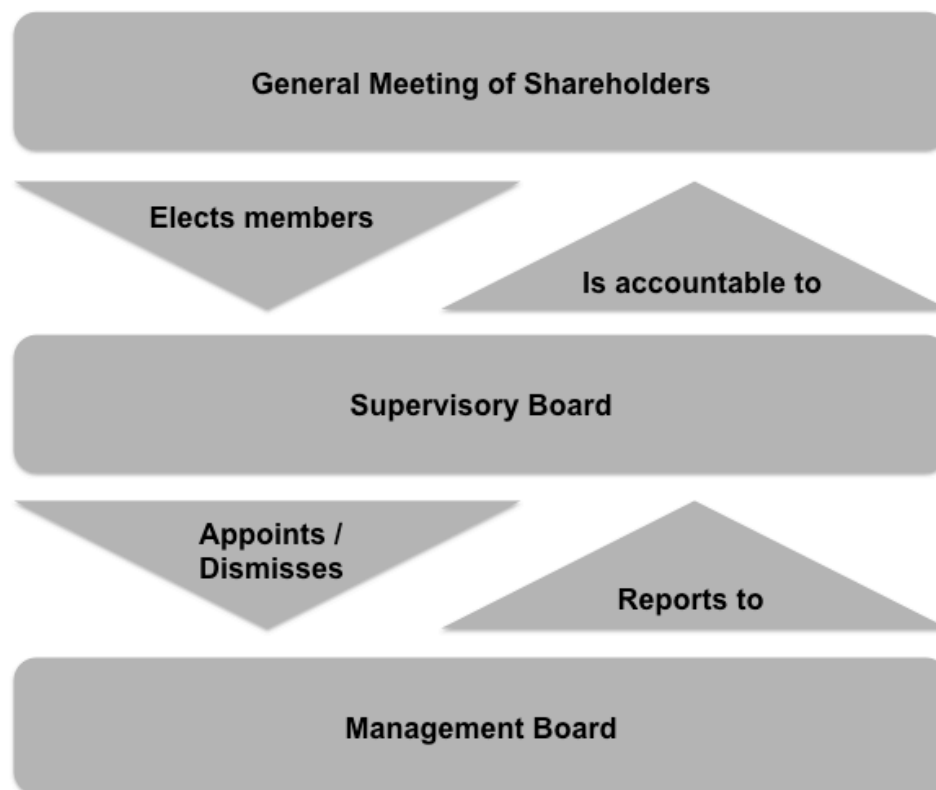 General Meeting of Shareholders
Elects members
Is accountable to
Supervisory Board
Appoints /
Dismisses
Reports to
Management Board